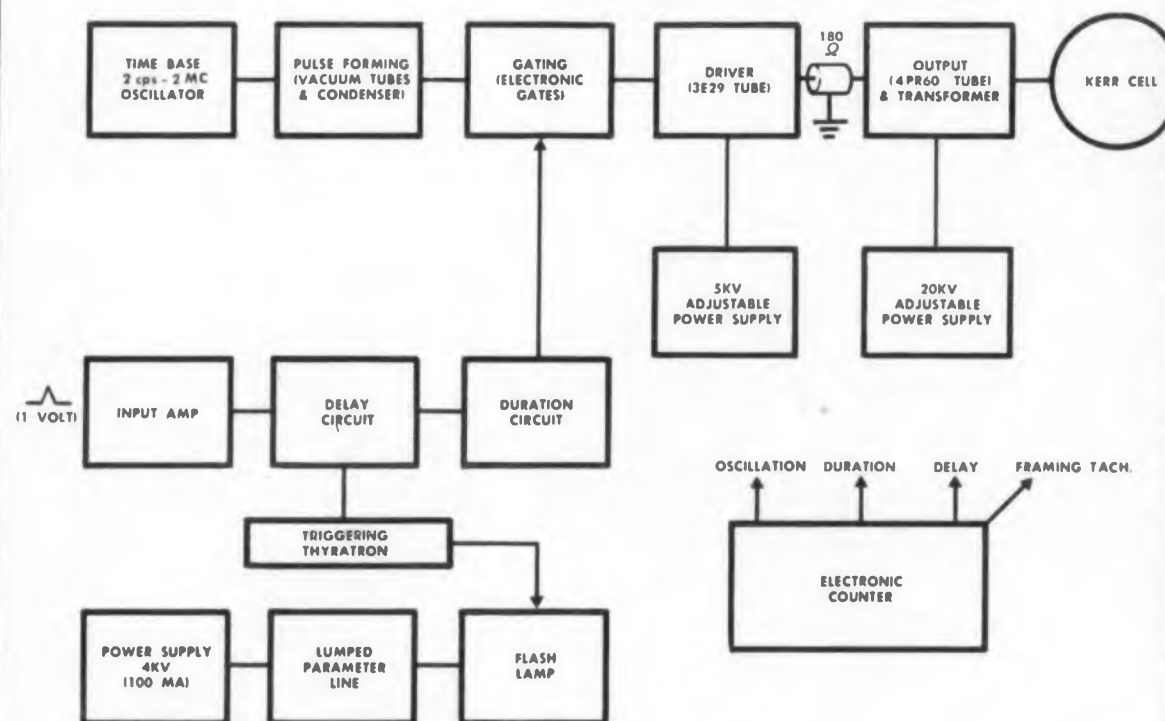 TIME BASE
2 cps - 2 MC
OSCILLATOR
PULSE FORMING
(VACUUM TUBES
& CONDENSER)
GATING
(ELECTRONIC
GATES)
DRIVER
(3E29 TUBE)
180
Ω
OUTPUT
(4PR60 TUBE)
& TRANSFORMER
KERR CELL
5KV
ADJUSTABLE
POWER SUPPLY
20KV
ADJUSTABLE
POWER SUPPLY
(1 VOLT)
INPUT AMP
DELAY
CIRCUIT
DURATION
CIRCUIT
TRIGGERING
THYRATRON
POWER SUPPLY
4KV
(100 MA)
LUMPED
PARAMETER
LINE
FLASH
LAMP
OSCILLATION DURATION DELAY FRAMING TACH.
ELECTRONIC
COUNTER